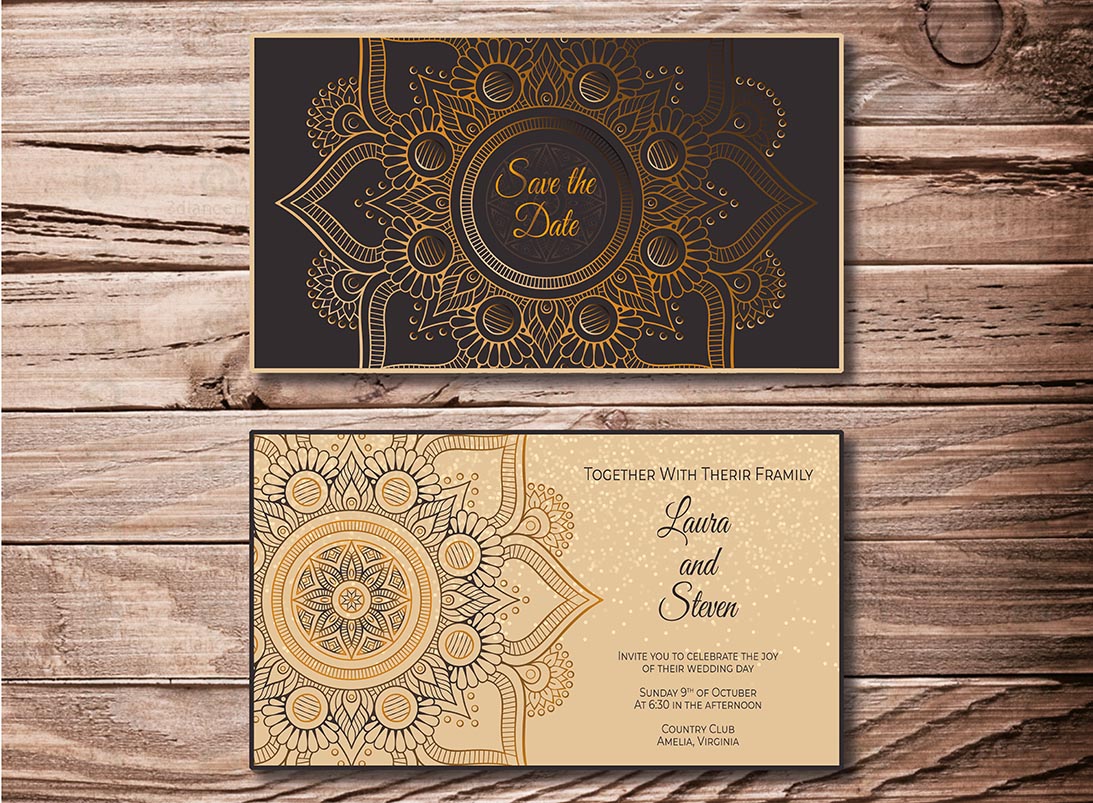 Save the
Date
Together With Therir Framily
Laura
and
Steven
Invite you to celebrate the joy
of their wedding day
Sunday 9th of Octuber
At 6:30 in the afternoon
Country Club
Amelia, Virginia